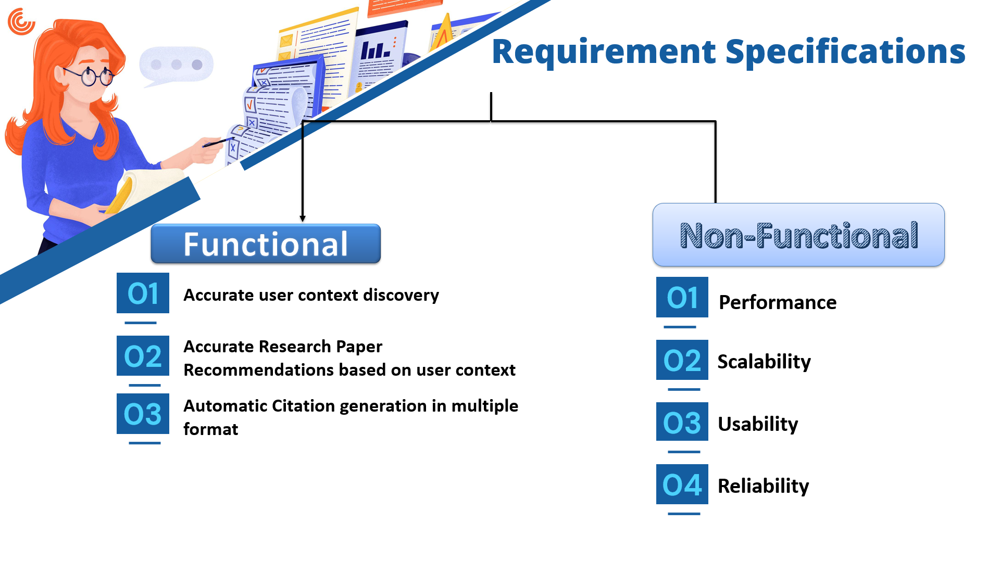 Requirement Specifications
Functional
01
Accurate user context discovery
02
Accurate Research Paper
Recommendations based on user context
03
Automatic Citation generation in multiple
format
Non-Functional
01
Performance
02
Scalability
03
Usability
04
Reliability